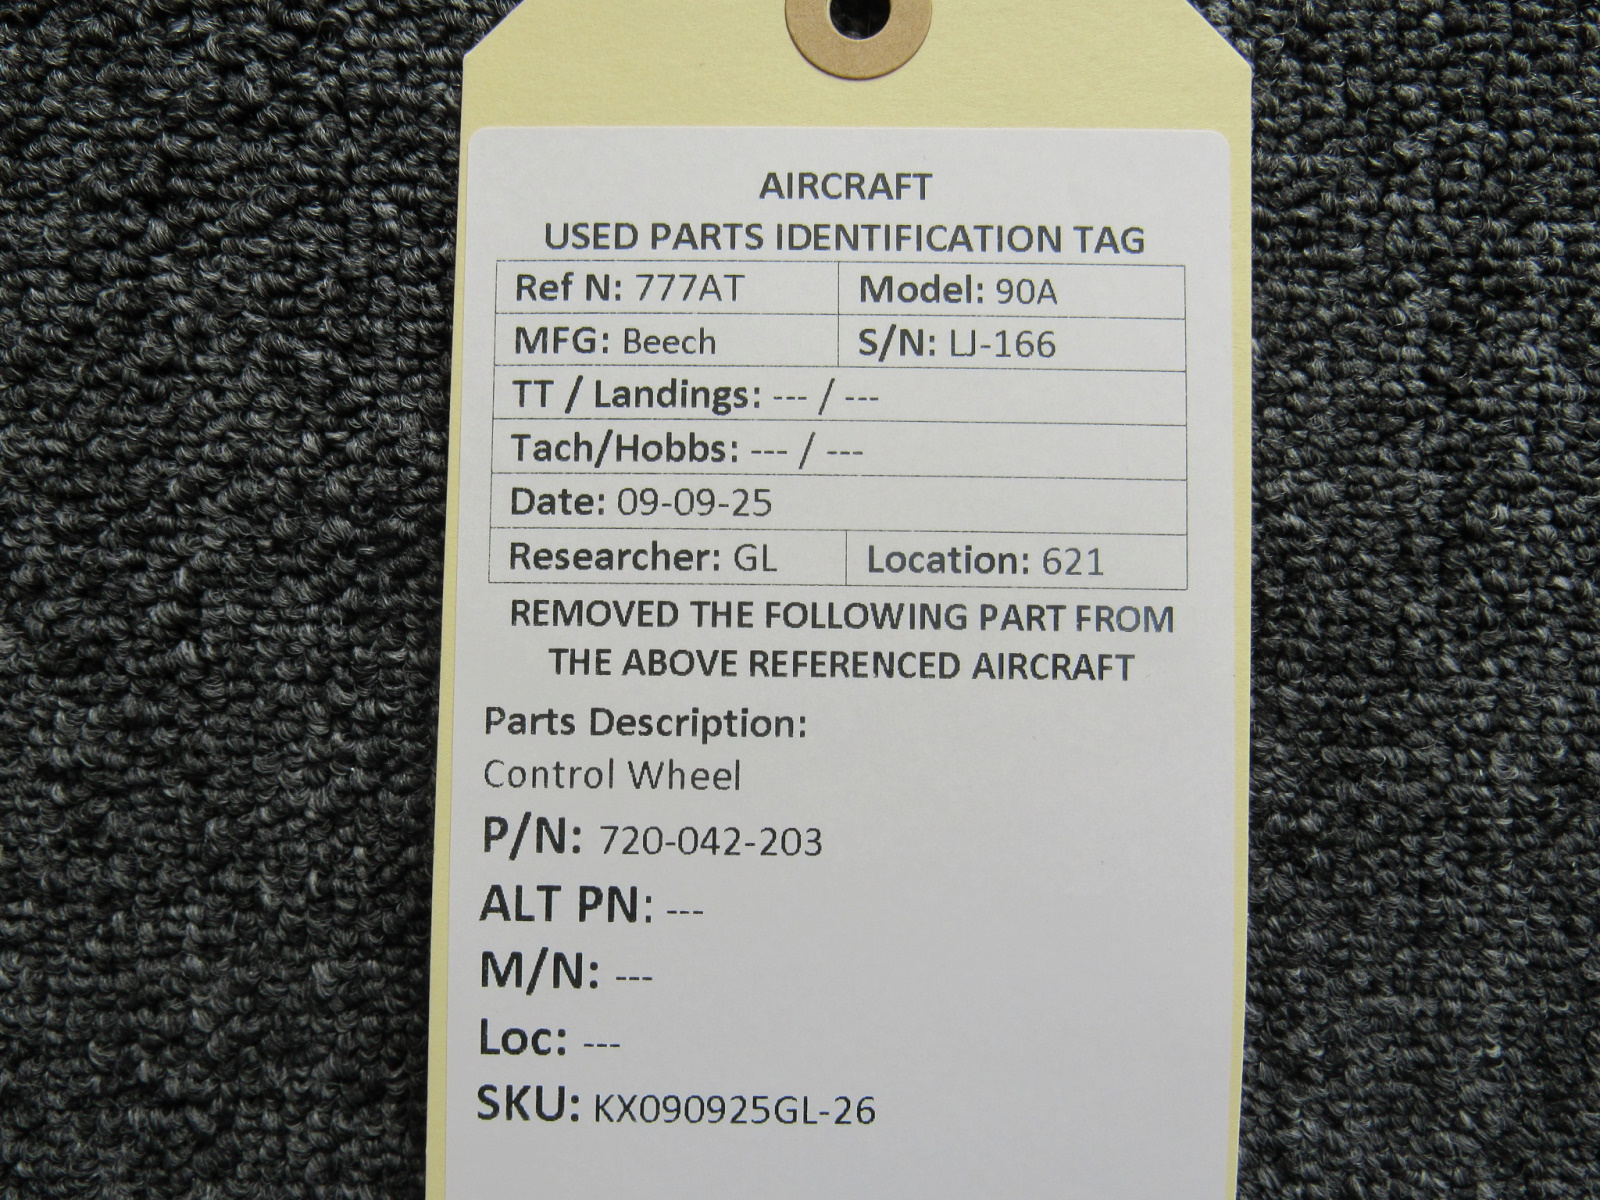 AIRCRAFT
USED PARTS IDENTIFICATION TAG
Ref N: 777AT Model: 90A
MFG: Beech S/N: LJ-166
TT / Landings: --- / ---
Tach/Hobbs: --- / ---
Date: 09-09-25
Researcher: GL Location: 621
REMOVED THE FOLLOWING PART FROM
THE ABOVE REFERENCED AIRCRAFT
Parts Description:
Control Wheel
P/N: 720-042-203
ALT PN: ---
M/N: ---
Loc: ---
SKU: KX090925GL-26